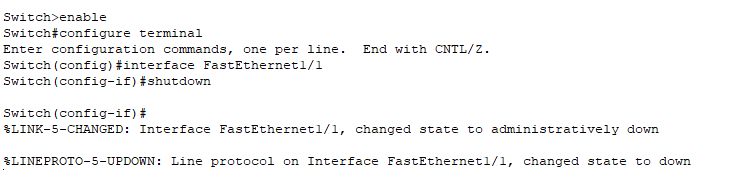 Switch>enable
Switch#configure terminal
Enter configuration commands, one per line.  End with CNTL/Z.
Switch(config)#interface FastEthernet1/1
Switch(config-if)#shutdown
Switch(config-if)#
%LINK-5-CHANGED: Interface FastEthernet1/1, changed state to administratively down
%LINEPROTO-5-UPDOWN: Line protocol on Interface FastEthernet1/1, changed state to down